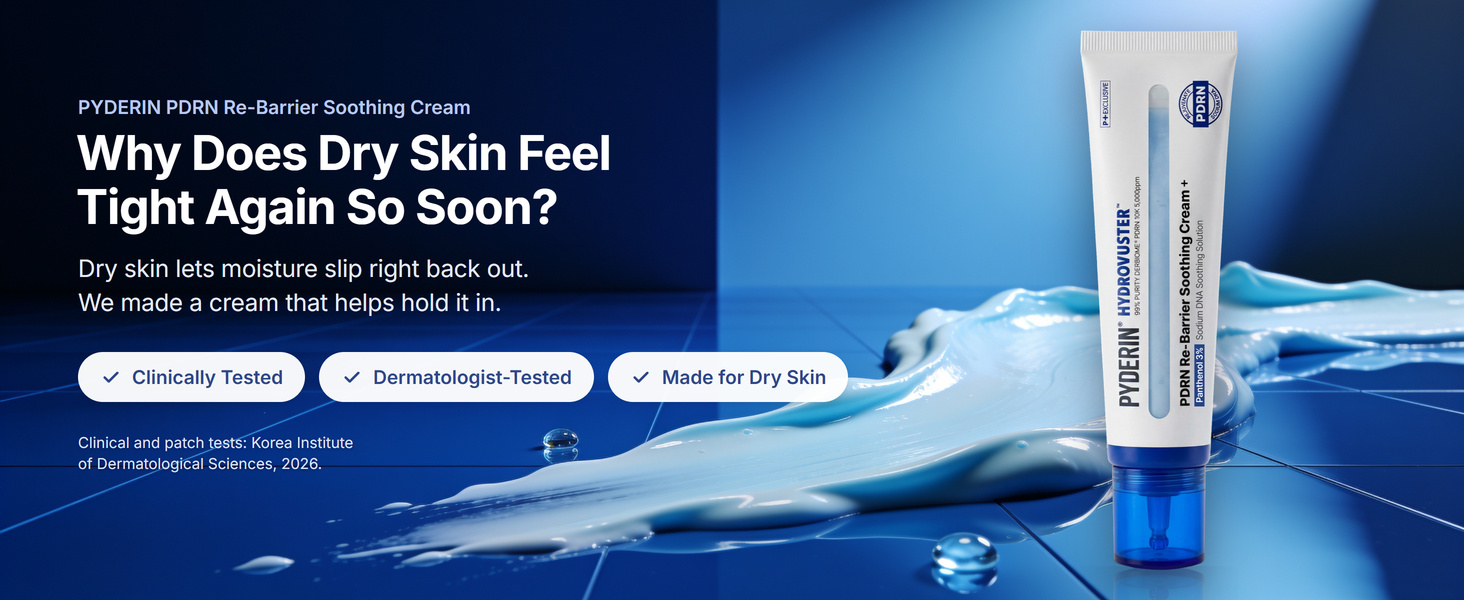 PYDERIN PDRN Re-Barrier Soothing Cream
Why Does Dry Skin Feel
Tight Again So Soon?
Dry skin lets moisture slip right back out.
We made a cream that helps hold it in.
Clinically Tested
Dermatologist-Tested
Made for Dry Skin
Clinical and patch tests: Korea Institute
of Dermatological Sciences, 2026.
P+EXCLUSIVE
PDRN
PYDERIN® HYDROVUSTER™
99% PURITY DERBIOME® PDRN 10K 5,000ppm
PDRN Re-Barrier Soothing Cream +
Panthenol 3% Sodium DNA Soothing Solution